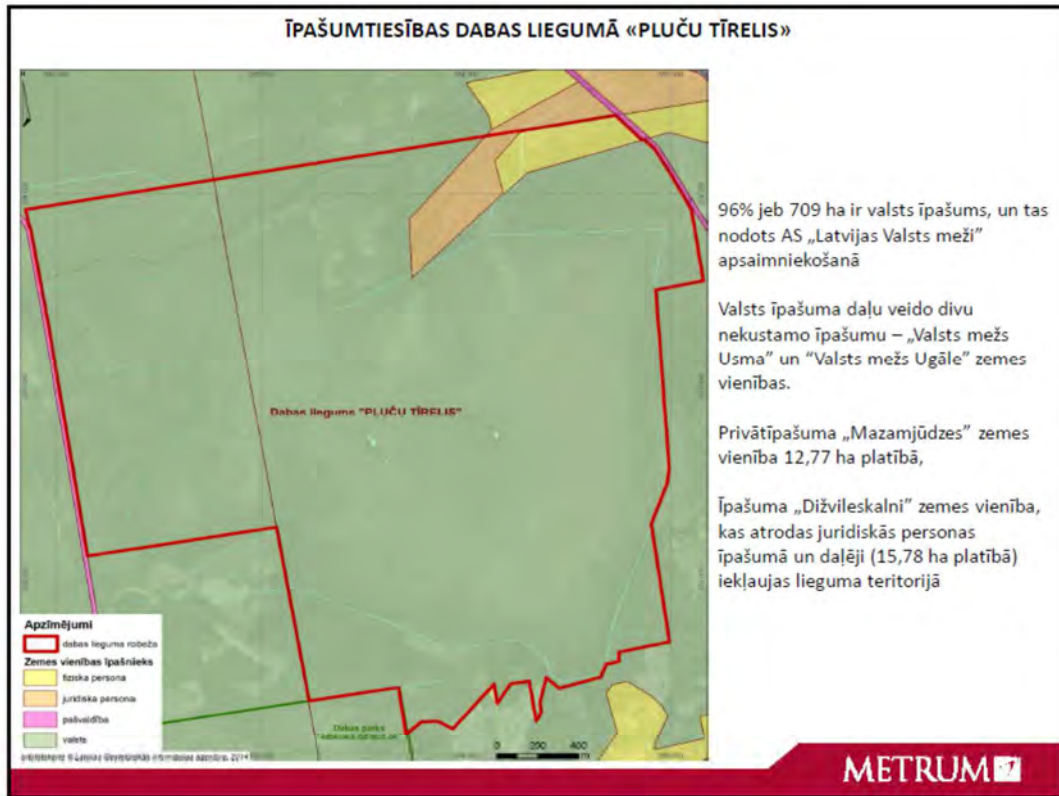 ĪPAŠUMTIESĪBAS DABAS LIEGUMĀ «PLUČU TĪRELIS»
96% jeb 709 ha ir valsts īpašums, un tas
nodots AS „Latvijas Valsts meži”
apsaimniekošanā
Valsts īpašuma daļu veido divu
nekustamo īpašumu – „Valsts mežs
Usma” un “Valsts mežs Ugāle” zemes
vienības.
Privātīpašuma „Mazamjūdzes” zemes
vienība 12,77 ha platībā,
Īpašuma „Dižvileskalni” zemes vienība,
kas atrodas juridiskās personas
īpašumā un daļēji (15,78 ha platībā)
iekļaujas lieguma teritorijā
Dabas liegums "PLUČU TĪRELIS"
Apzīmējumi
dabas lieguma robeža
Zemes vienības īpašnieks
fiziska persona
juridiska persona
pašvaldība
valsts
Dabas parks
0 200 400
METRUM